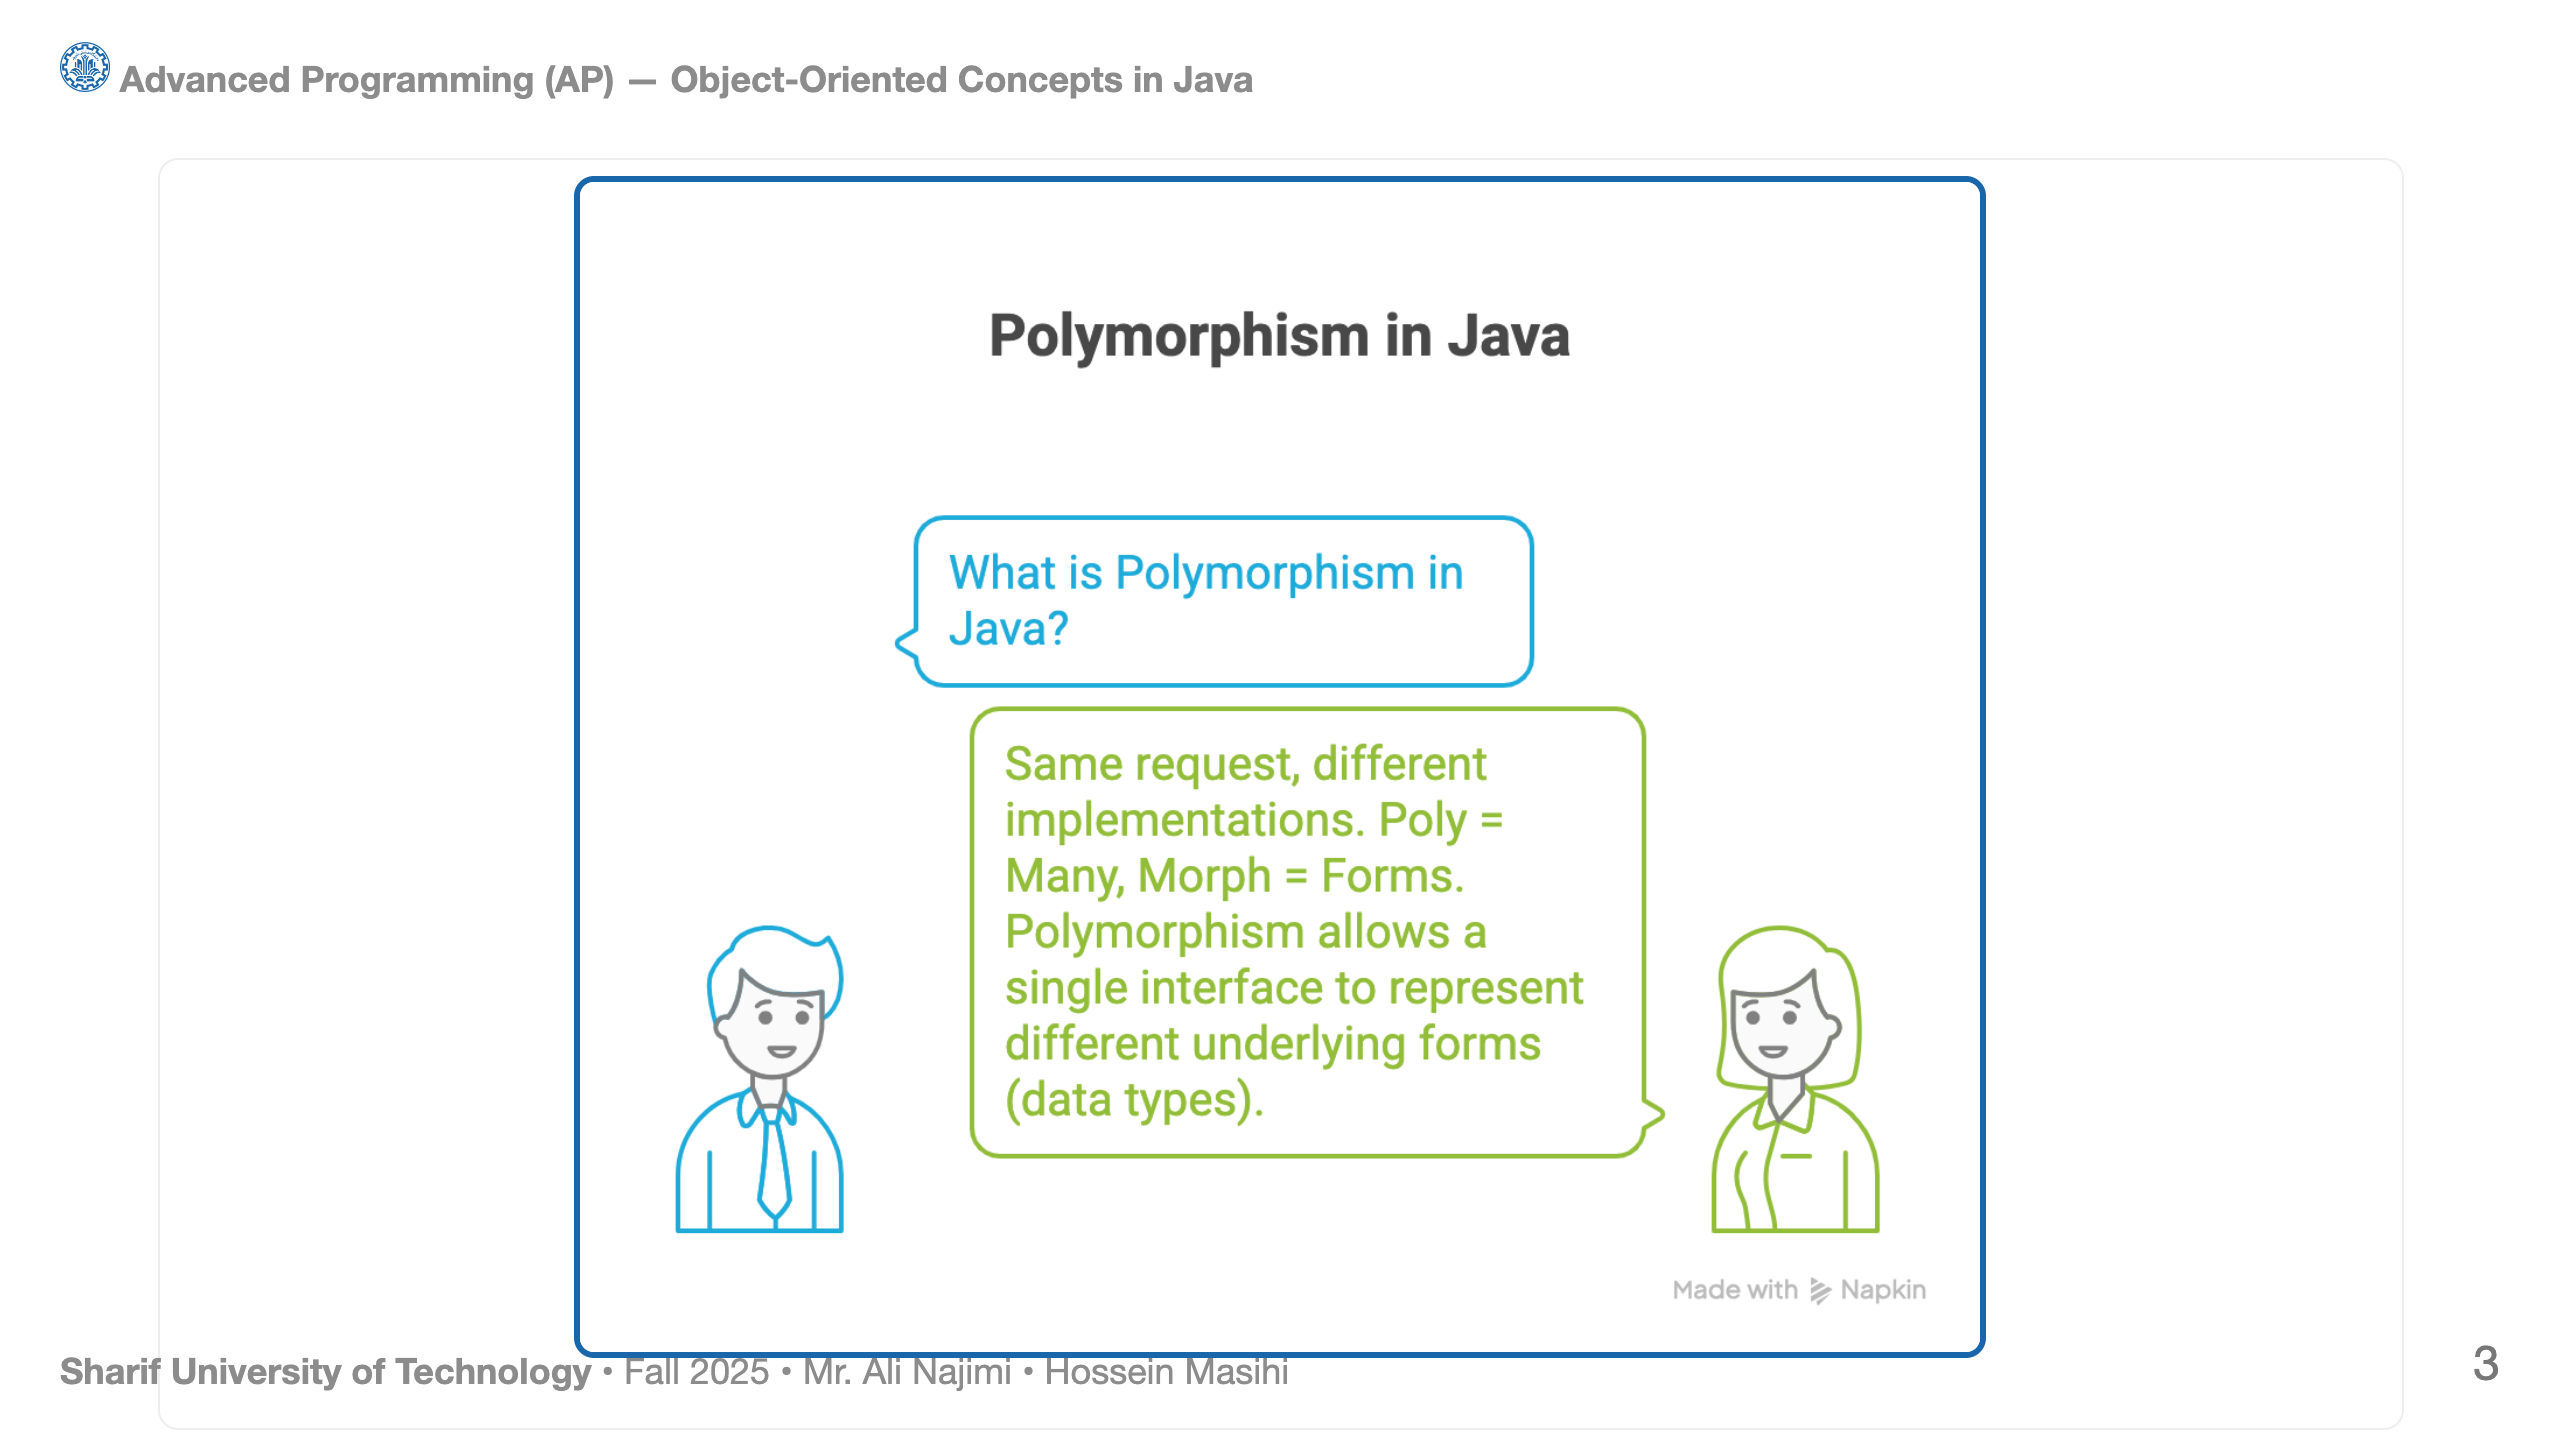 Advanced Programming (AP) — Object-Oriented Concepts in Java
Polymorphism in Java
What is Polymorphism in
Java?
Same request, different
implementations. Poly =
Many, Morph = Forms.
Polymorphism allows a
single interface to represent
different underlying forms
(data types).
Made with Napkin
Sharif University of Technology • Fall 2025 • Mr. Ali Najimi • Hossein Masihi
3